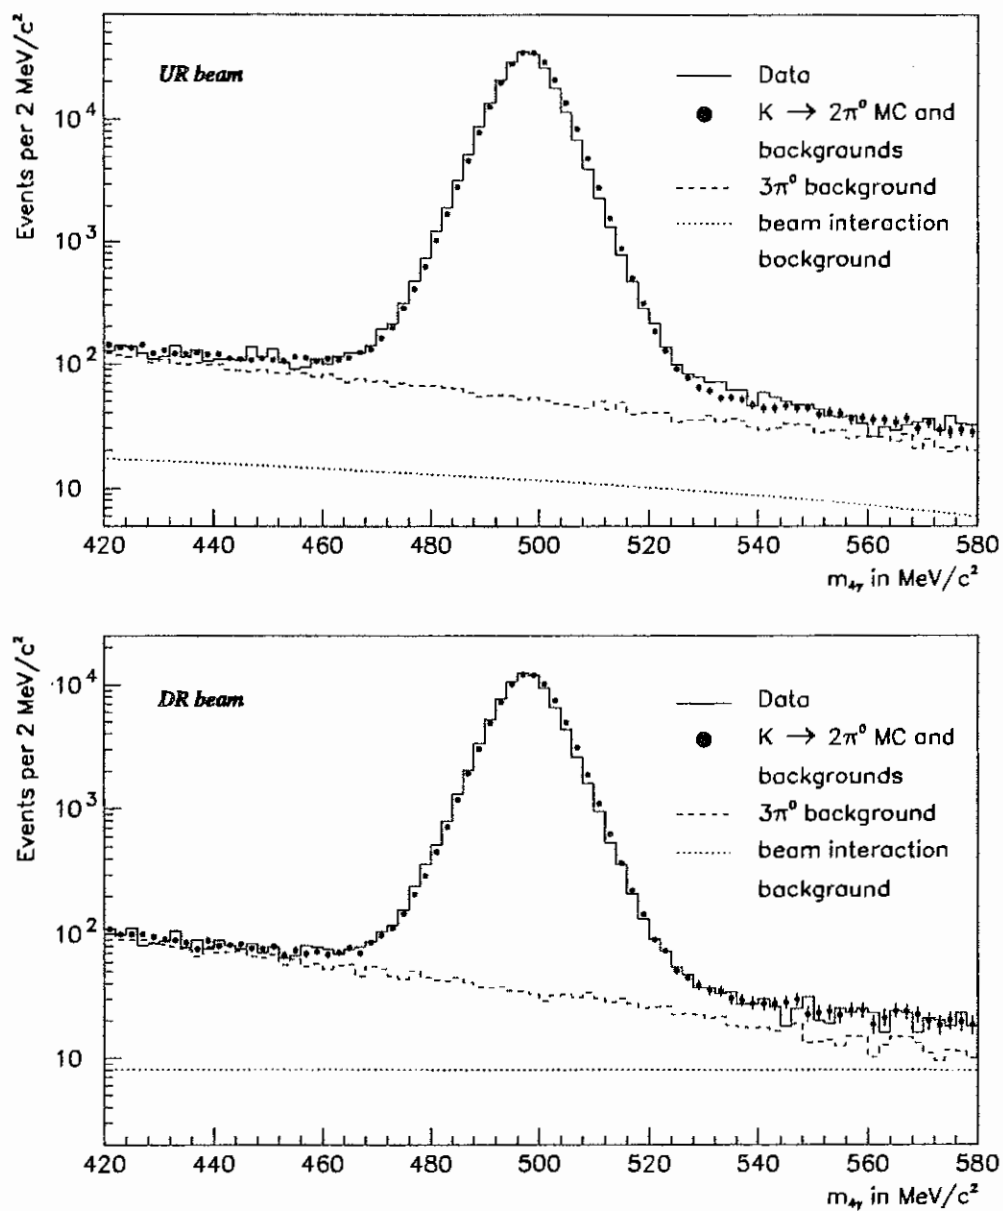 Events per 2 MeV/c²
UR beam
Data
K → 2π⁰ MC and
backgrounds
3π⁰ background
beam interaction
bockground
10⁴
10³
10²
10
420 440 460 480 500 520 540 560 580
m₄γ in MeV/c²
Events per 2 MeV/c²
DR beam
Data
K → 2π⁰ MC and
backgrounds
3π⁰ background
beam interaction
background
10⁴
10³
10²
10
420 440 460 480 500 520 540 560 580
m₄γ in MeV/c²